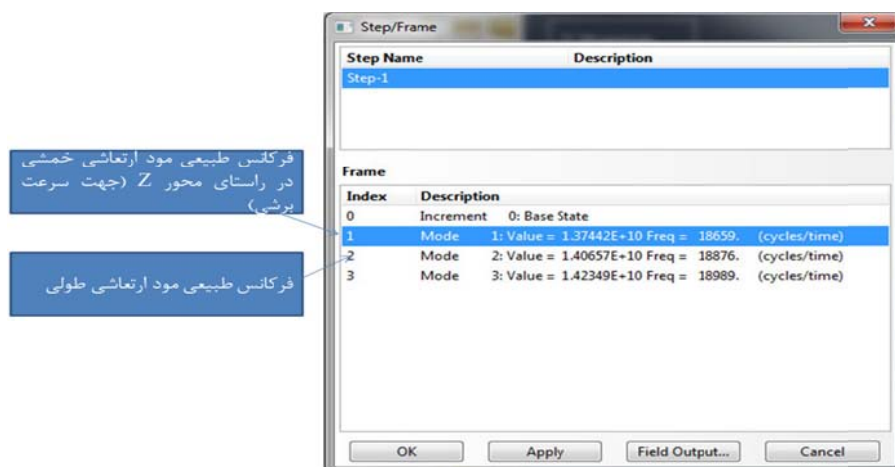 Step/Frame
Step Name Description
Step-1
فرکانس طبیعی مود ارتعاشی خمشی
در راستای محور Z (جهت سرعت
برشی)
فرکانس طبیعی مود ارتعاشی طولی
Frame
Index Description
0 Increment 0: Base State
1 Mode 1: Value = 1.37442E+10 Freq = 18659. (cycles/time)
2 Mode 2: Value = 1.40657E+10 Freq = 18876. (cycles/time)
3 Mode 3: Value = 1.42349E+10 Freq = 18989. (cycles/time)
OK Apply Field Output... Cancel